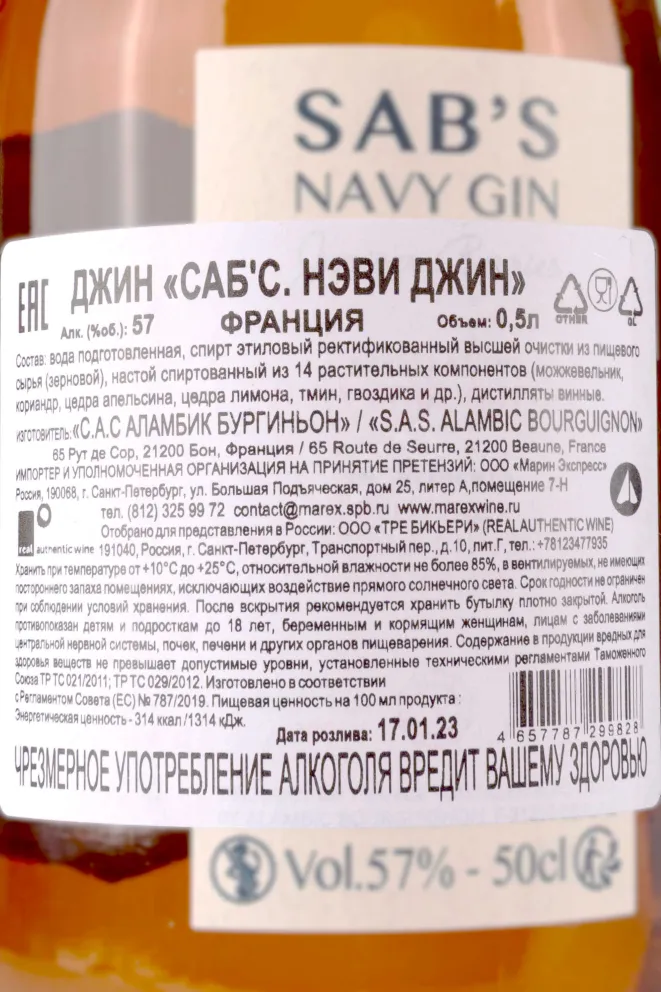 SAB'S
NAVY GIN
EAC
ДЖИН «САБ'С. НЭВИ ДЖИН»
Алк. (%об.): 57 ФРАНЦИЯ Объем: 0,5л
OTHER GL
Состав: вода подготовленная, спирт этиловый ректификованный высшей очистки из пищевого
сырья (зерновой), настой спиртованный из 14 растительных компонентов (можжевельник,
кориандр, цедра апельсина, цедра лимона, тмин, гвоздика и др.), дистилляты винные.
ИЗГОТОВИТЕЛЬ: «С.А.С АЛАМБИК БУРГИНЬОН» / «S.A.S. ALAMBIC BOURGUIGNON»
65 Рут де Сор, 21200 Бон, Франция / 65 Route de Seurre, 21200 Beaune, France
ИМПОРТЕР И УПОЛНОМОЧЕННАЯ ОРГАНИЗАЦИЯ НА ПРИНЯТИЕ ПРЕТЕНЗИЙ: ООО «Марин Экспресс»
Россия, 190068, г. Санкт-Петербург, ул. Большая Подъяческая, дом 25, литер А,помещение 7-Н
тел. (812) 325 99 72 contact@marex.spb.ru www.marexwine.ru
Отобрано для представления в России: ООО «ТРЕ БИКЬЕРИ» (REAL AUTHENTIC WINE)
real authentic wine 191040, Россия, г. Санкт-Петербург, Транспортный пер., д.10, пит.Г, тел.: +78123477935
Хранить при температуре от +10°С до +25°С, относительной влажности не более 85%, в вентилируемых, не имеющих
постороннего запаха помещениях, исключающих воздействие прямого солнечного света. Срок годности не ограничен
при соблюдении условий хранения. После вскрытия рекомендуется хранить бутылку плотно закрытой. Алкоголь
противопоказан детям и подросткам до 18 лет, беременным и кормящим женщинам, лицам с заболеваниями
центральной нервной системы, почек, печени и других органов пищеварения. Содержание в продукции вредных для
здоровья веществ не превышает допустимые уровни, установленные техническими регламентами Таможенного
Союза ТР ТС 021/2011; ТР ТС 029/2012. Изготовлено в соответствии
с Регламентом Совета (ЕС) № 787/2019. Пищевая ценность на 100 мл продукта :
Энергетическая ценность - 314 ккал /1314 кДж.
Дата розлива: 17.01.23
4 657787 299828
ЧРЕЗМЕРНОЕ УПОТРЕБЛЕНИЕ АЛКОГОЛЯ ВРЕДИТ ВАШЕМУ ЗДОРОВЬЮ
Vol.57% - 50cl